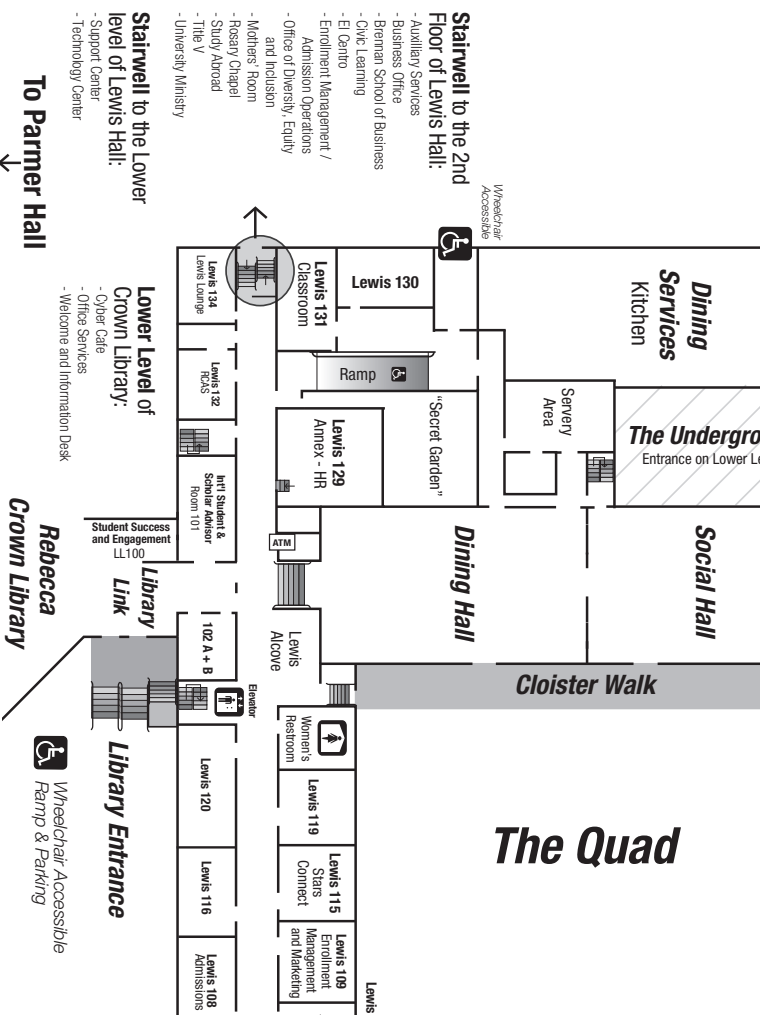 Stairwell to the 2nd
Floor of Lewis Hall:
- Auxiliary Services
- Business Office
- Brennan School of Business
- Civic Learning
- El Centro
- Enrollment Management /
Admission Operations
- Office of Diversity, Equity
and Inclusion
- Mothers' Room
- Rosary Chapel
- Study Abroad
- Title V
- University Ministry
Stairwell to the Lower
level of Lewis Hall:
- Support Center
- Technology Center
To Parmer Hall
Wheelchair
Accessible
Lower Level of
Crown Library:
- Cyber Cafe
- Office Services
- Welcome and Information Desk
Dining
Services
Kitchen
Lewis 130
Lewis 131
Classroom
Lewis 134
Lewis Lounge
Lewis 132
RCAS
Ramp
"Secret Garden"
Servery
Area
The Undergro
Entrance on Lower Le
Lewis 129
Annex - HR
Int'l Student &
Scholar Advisor
Room 101
Student Success
and Engagement
LL100
ATM
Dining Hall
Social Hall
Rebecca
Crown Library
Library
Link
102 A + B
Lewis
Alcove
Cloister Walk
Elevator
Women's
Restroom
Library Entrance
Wheelchair Accessible
Ramp & Parking
Lewis 120
Lewis 119
The Quad
Lewis 116
Lewis 115
Stars
Connect
Lewis 109
Enrollment
Management
and Marketing
Lewis 108
Admissions
Lewis